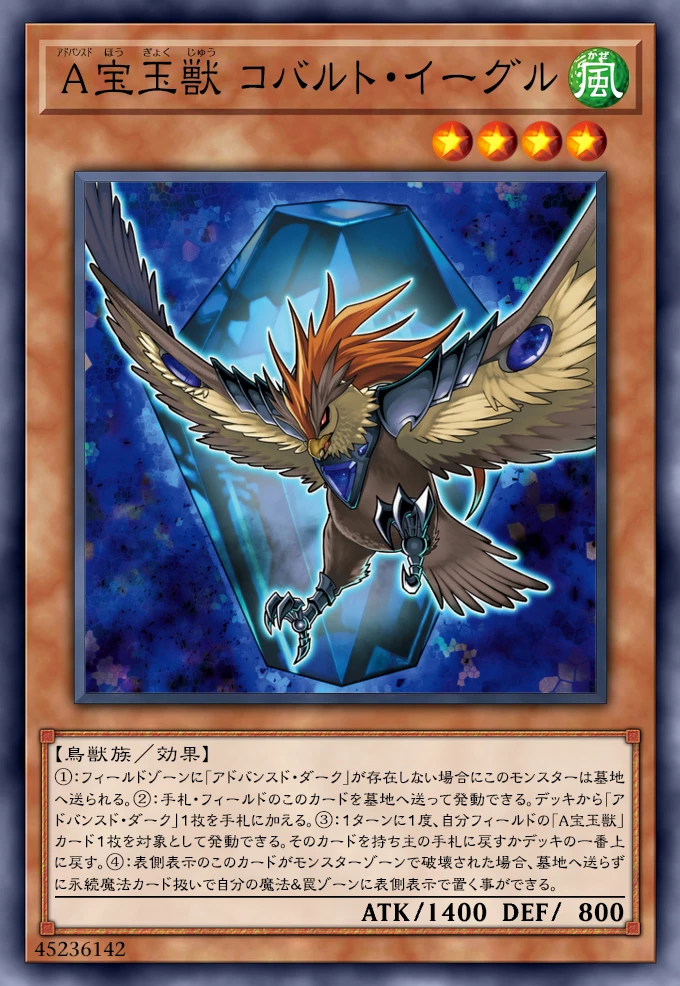 アドバンスド ほう ぎょく じゅう
A宝玉獣 コバルト・イーグル
かぜ
風
【鳥獣族／効果】
①：フィールドゾーンに「アドバンスド・ダーク」が存在しない場合にこのモンスターは墓地
へ送られる。②：手札・フィールドのこのカードを墓地へ送って発動できる。デッキから「ア
ドバンスド・ダーク」1枚を手札に加える。③：1ターンに1度、自分フィールドの「A宝玉獣」
カード1枚を対象として発動できる。そのカードを持ち主の手札に戻すかデッキの一番上
に戻す。④：表側表示のこのカードがモンスターゾーンで破壊された場合、墓地へ送らず
に永続魔法カード扱いで自分の魔法&罠ゾーンに表側表示で置く事ができる。
ATK/1400 DEF/ 800
45236142